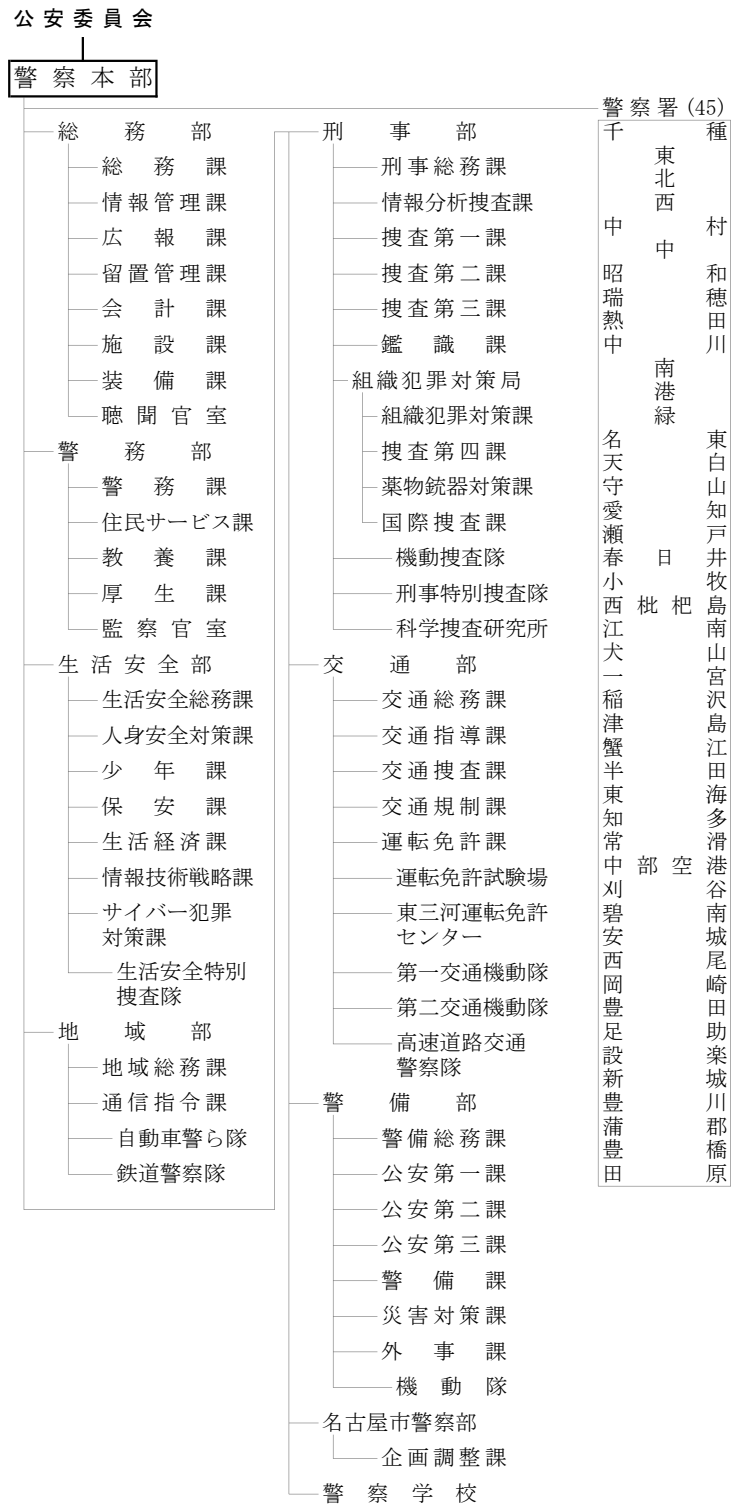 公安委員会
警察本部
総務部
総務課
情報管理課
広報課
留置管理課
会計課
施設課
装備課
聴聞官室
警務部
警務課
住民サービス課
教養課
厚生課
監察官室
生活安全部
生活安全総務課
人身安全対策課
少年課
保安課
生活経済課
情報技術戦略課
サイバー犯罪
対策課
生活安全特別
捜査隊
地域部
地域総務課
通信指令課
自動車警ら隊
鉄道警察隊
刑事部
刑事総務課
情報分析捜査課
捜査第一課
捜査第二課
捜査第三課
鑑識課
組織犯罪対策局
組織犯罪対策課
捜査第四課
薬物銃器対策課
国際捜査課
機動捜査隊
刑事特別捜査隊
科学捜査研究所
交通部
交通総務課
交通指導課
交通捜査課
交通規制課
運転免許課
運転免許試験場
東三河運転免許
センター
第一交通機動隊
第二交通機動隊
高速道路交通
警察隊
警備部
警備総務課
公安第一課
公安第二課
公安第三課
警備課
災害対策課
外事課
機動隊
名古屋市警察部
企画調整課
警察学校
警察署(45)
千種
東
北
西
中村
中
昭和
瑞穂
熱田
中川
南
港
緑
名東
天白
守山
愛知
瀬戸
春日井
小牧
西枇杷島
江南
犬山
一宮
稲沢
津島
蟹江
半田
東海
知多
常滑
中部空港
刈谷
碧南
安城
西尾
岡崎
豊田
足助
設楽
新城
豊川
蒲郡
豊橋
田原